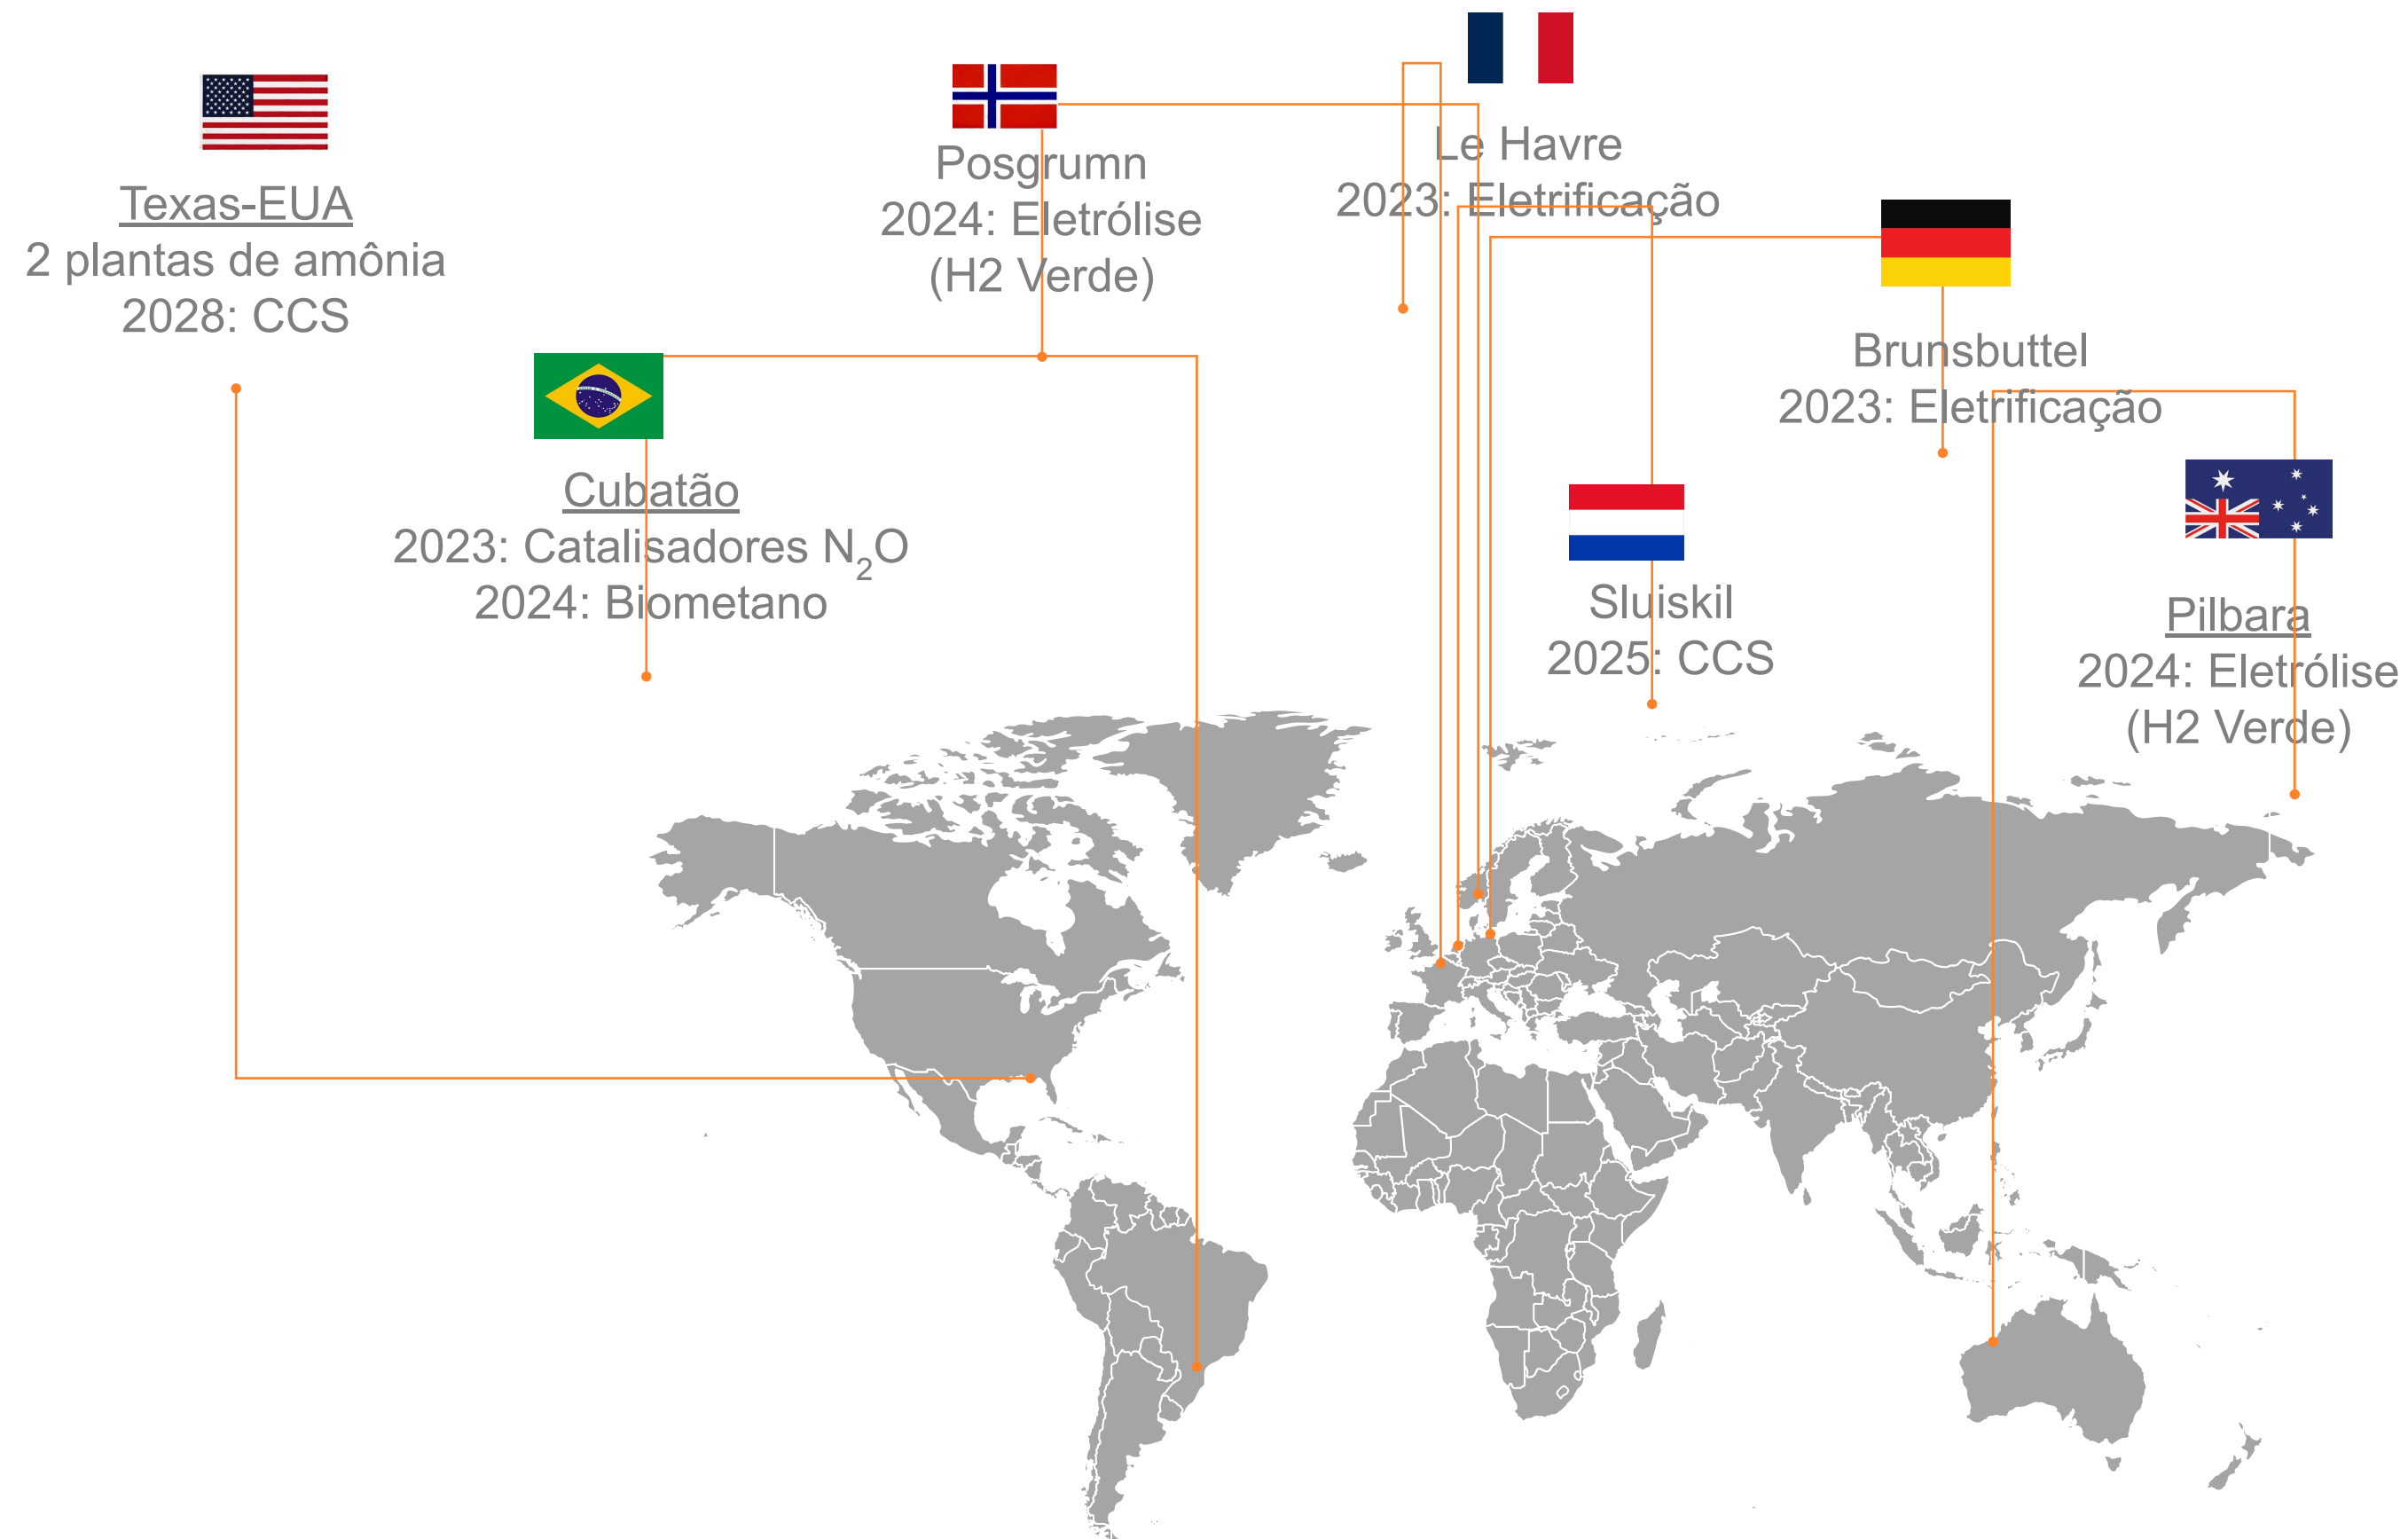 Texas-EUA
2 plantas de amônia
2028: CCS
Posgrumn
2024: Eletrólise
(H2 Verde)
Le Havre
2023: Eletrificação
Brunsbuttel
2023: Eletrificação
Cubatão
2023: Catalisadores N₂O
2024: Biometano
Sluiskil
2025: CCS
Pilbara
2024: Eletrólise
(H2 Verde)